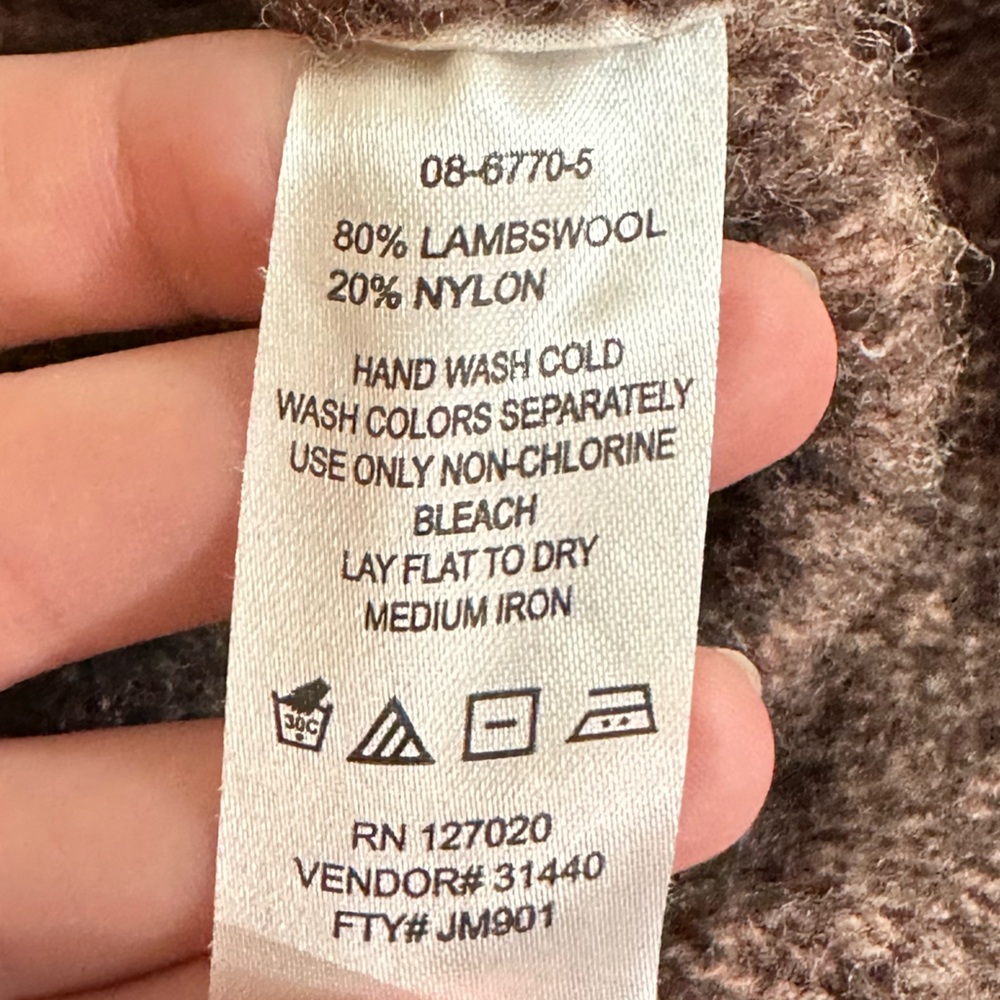 08-6770-5
80% LAMBSWOOL
20% NYLON
HAND WASH COLD
WASH COLORS SEPARATELY
USE ONLY NON-CHLORINE
BLEACH
LAY FLAT TO DRY
MEDIUM IRON
30C
RN 127020
VENDOR# 31440
FTY# JM901